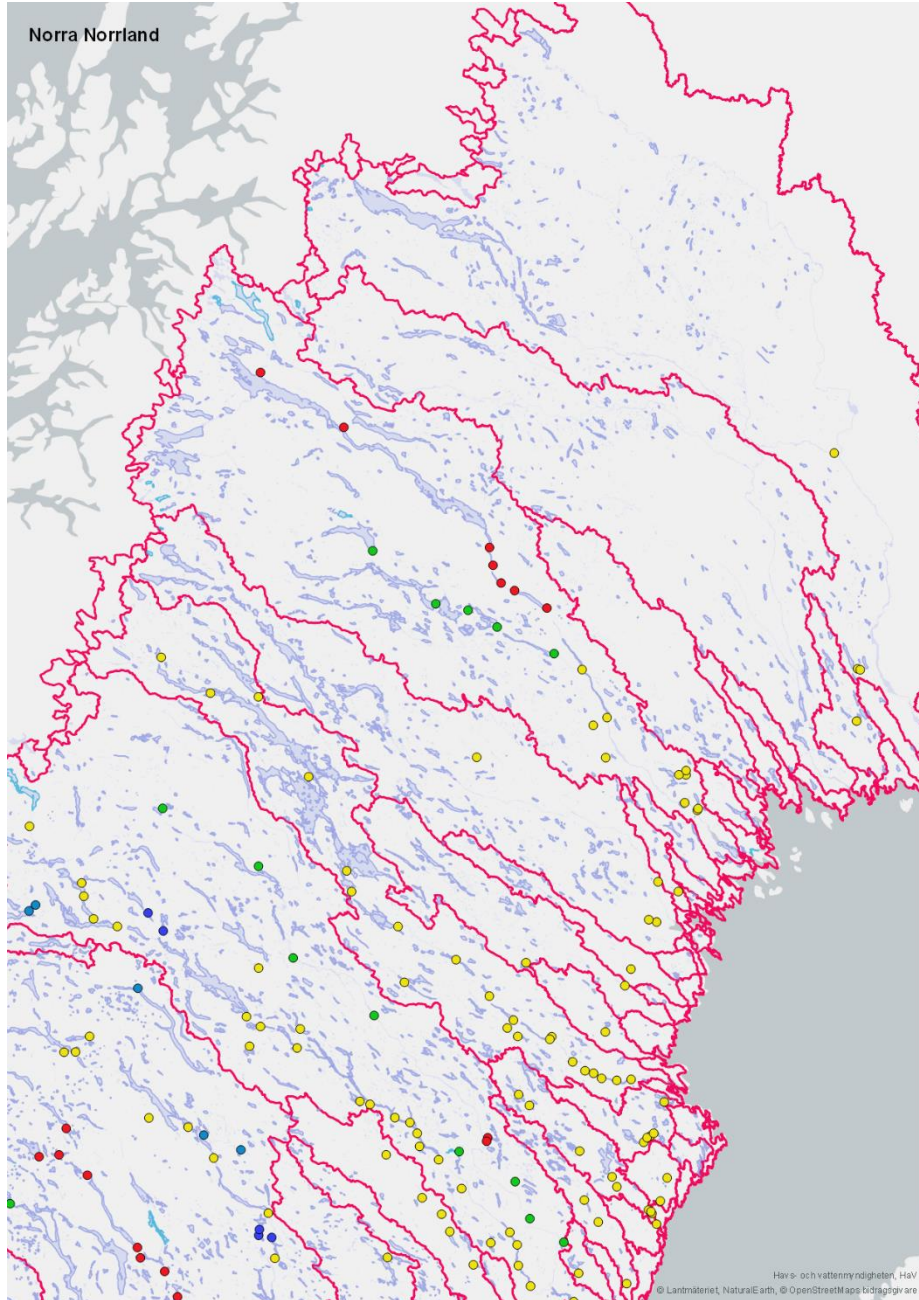 Norra Norrland
Havs- och vattenmyndigheten, HaV
© Lantmäteriet, NaturalEarth, © OpenStreetMaps bidragsgivare